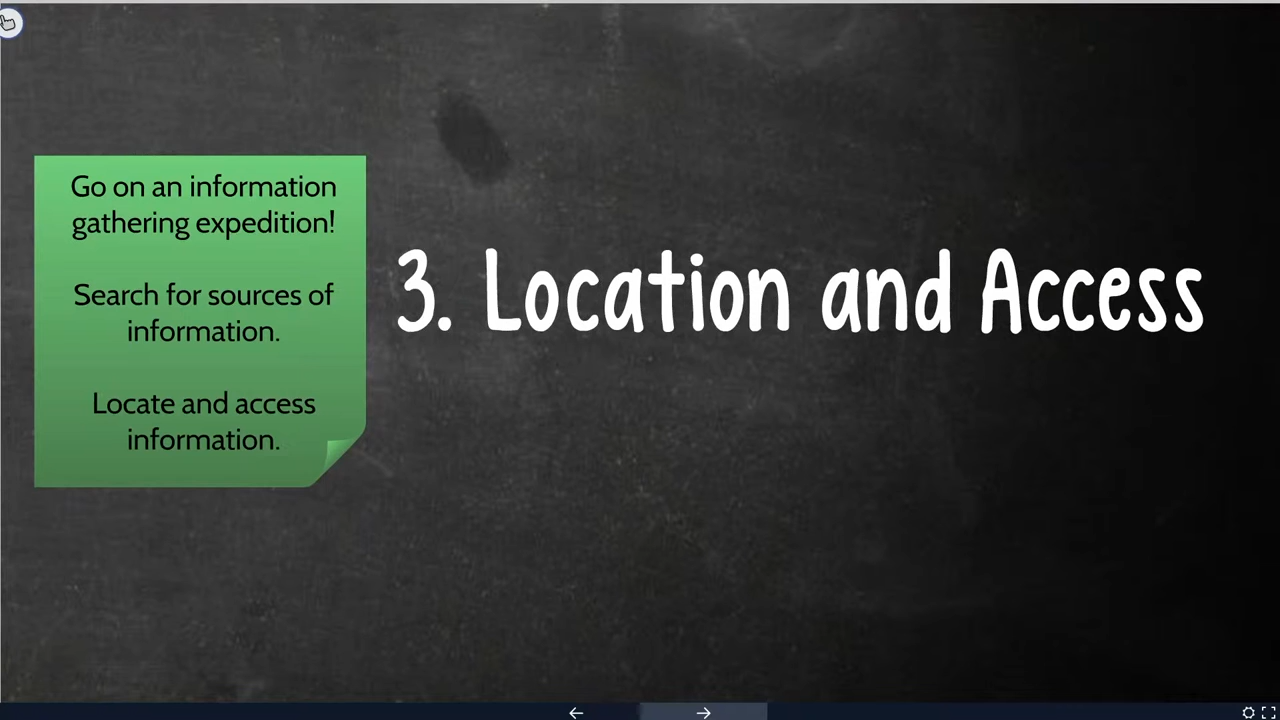 Go on an information
gathering expedition!
Search for sources of
information.
Locate and access
information.
3. Location and Access